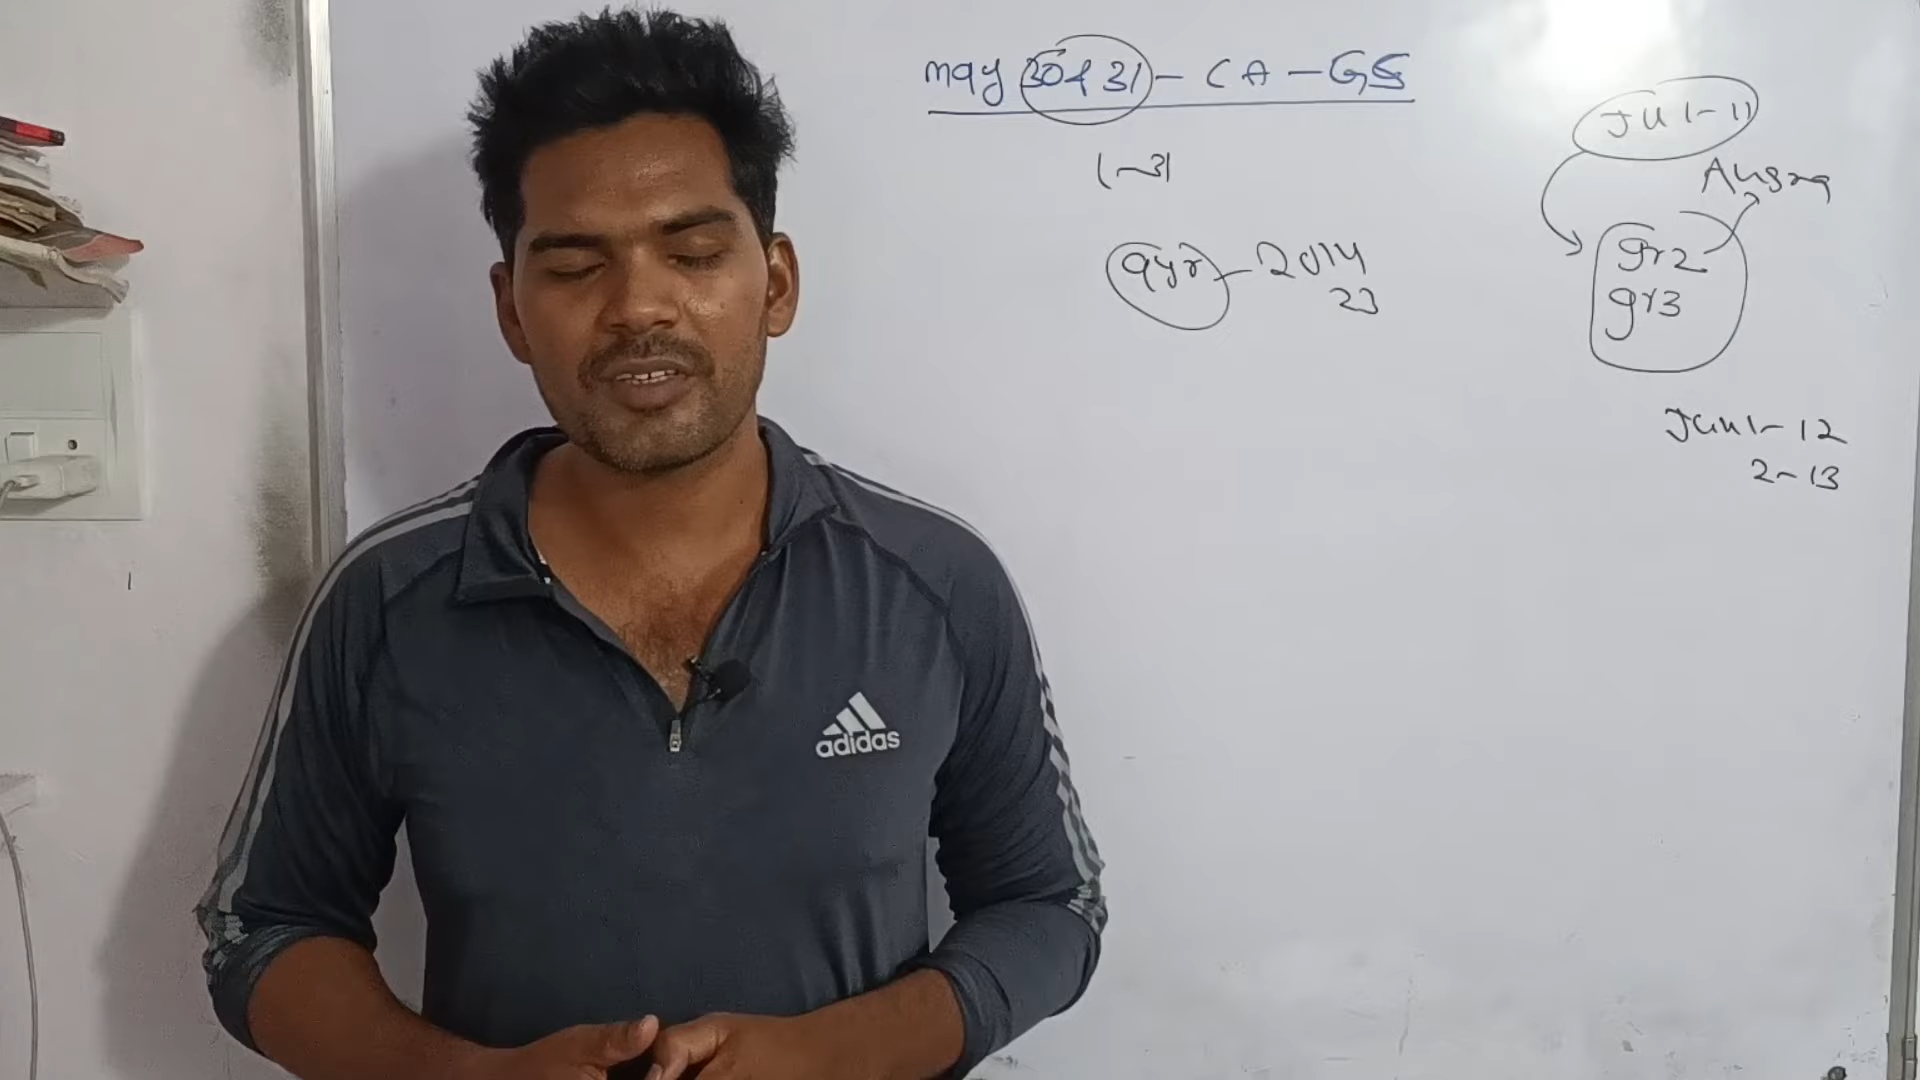 may 30 & 31 - CA - GS
1-31
9yr - 2014
23
Jul - 11
gr2
gr3
Jun 1 - 12
2 - 13
adidas